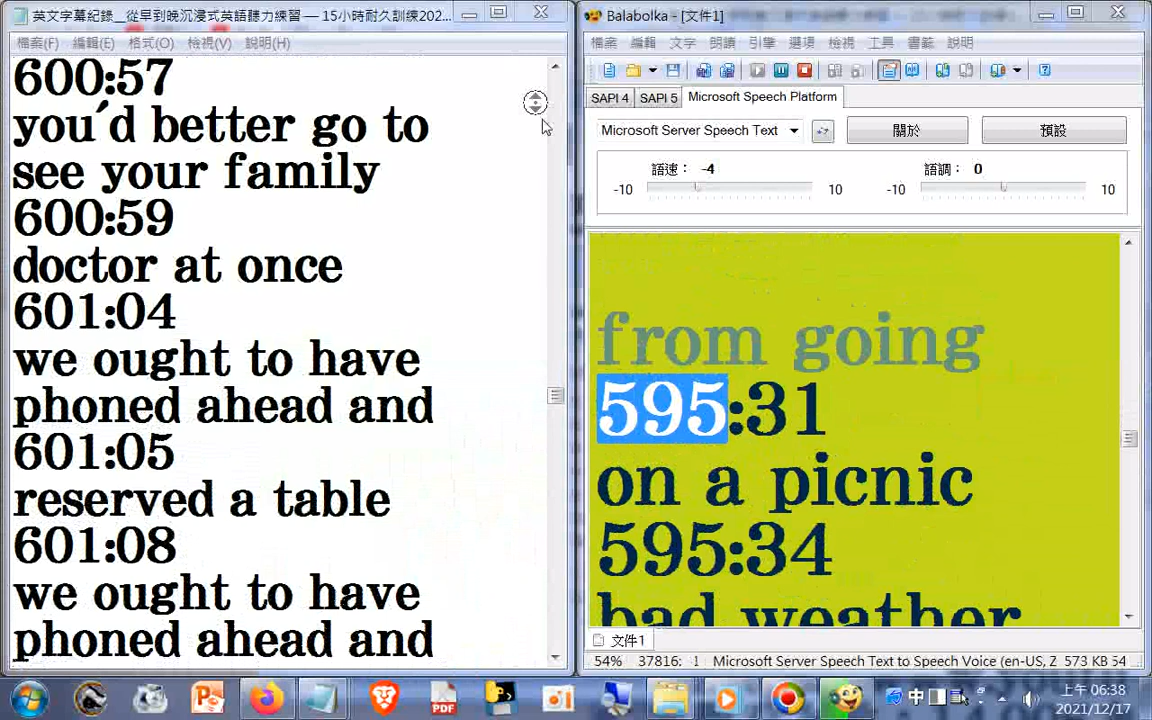 英文字幕紀錄__從早到晚沉浸式英語聽力練習 — 15小時耐久訓練202...
檔案(F) 編輯(E) 格式(O) 檢視(V) 說明(H)
600:57
you'd better go to
see your family
600:59
doctor at once
601:04
we ought to have
phoned ahead and
601:05
reserved a table
601:08
we ought to have
phoned ahead and
Balabolka - [文件1]
檔案 編輯 文字 朗讀 引擎 選項 檢視 工具 書籤 說明
SAPI 4 SAPI 5 Microsoft Speech Platform
Microsoft Server Speech Text 關於 預設
語速： -4 語調： 0
-10 10 -10 10
from going
595:31
on a picnic
595:34
bad weather
文件1
54% 37816: 1 Microsoft Server Speech Text to Speech Voice (en-US, Z 573 KB 54
PDF 中 上午 06:38
2021/12/17